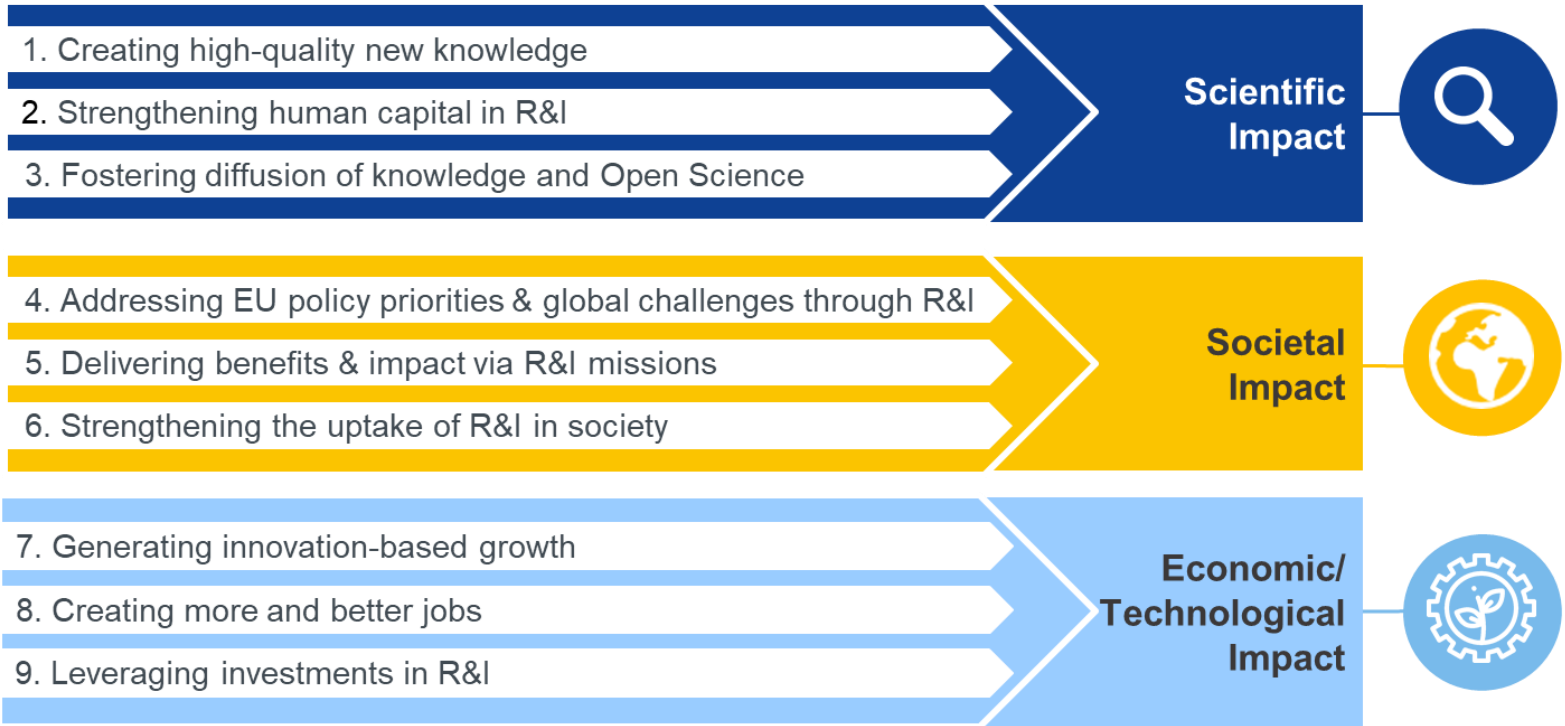 1. Creating high-quality new knowledge
2. Strengthening human capital in R&I
3. Fostering diffusion of knowledge and Open Science
Scientific
Impact
4. Addressing EU policy priorities & global challenges through R&I
5. Delivering benefits & impact via R&I missions
6. Strengthening the uptake of R&I in society
Societal
Impact
7. Generating innovation-based growth
8. Creating more and better jobs
9. Leveraging investments in R&I
Economic/
Technological
Impact